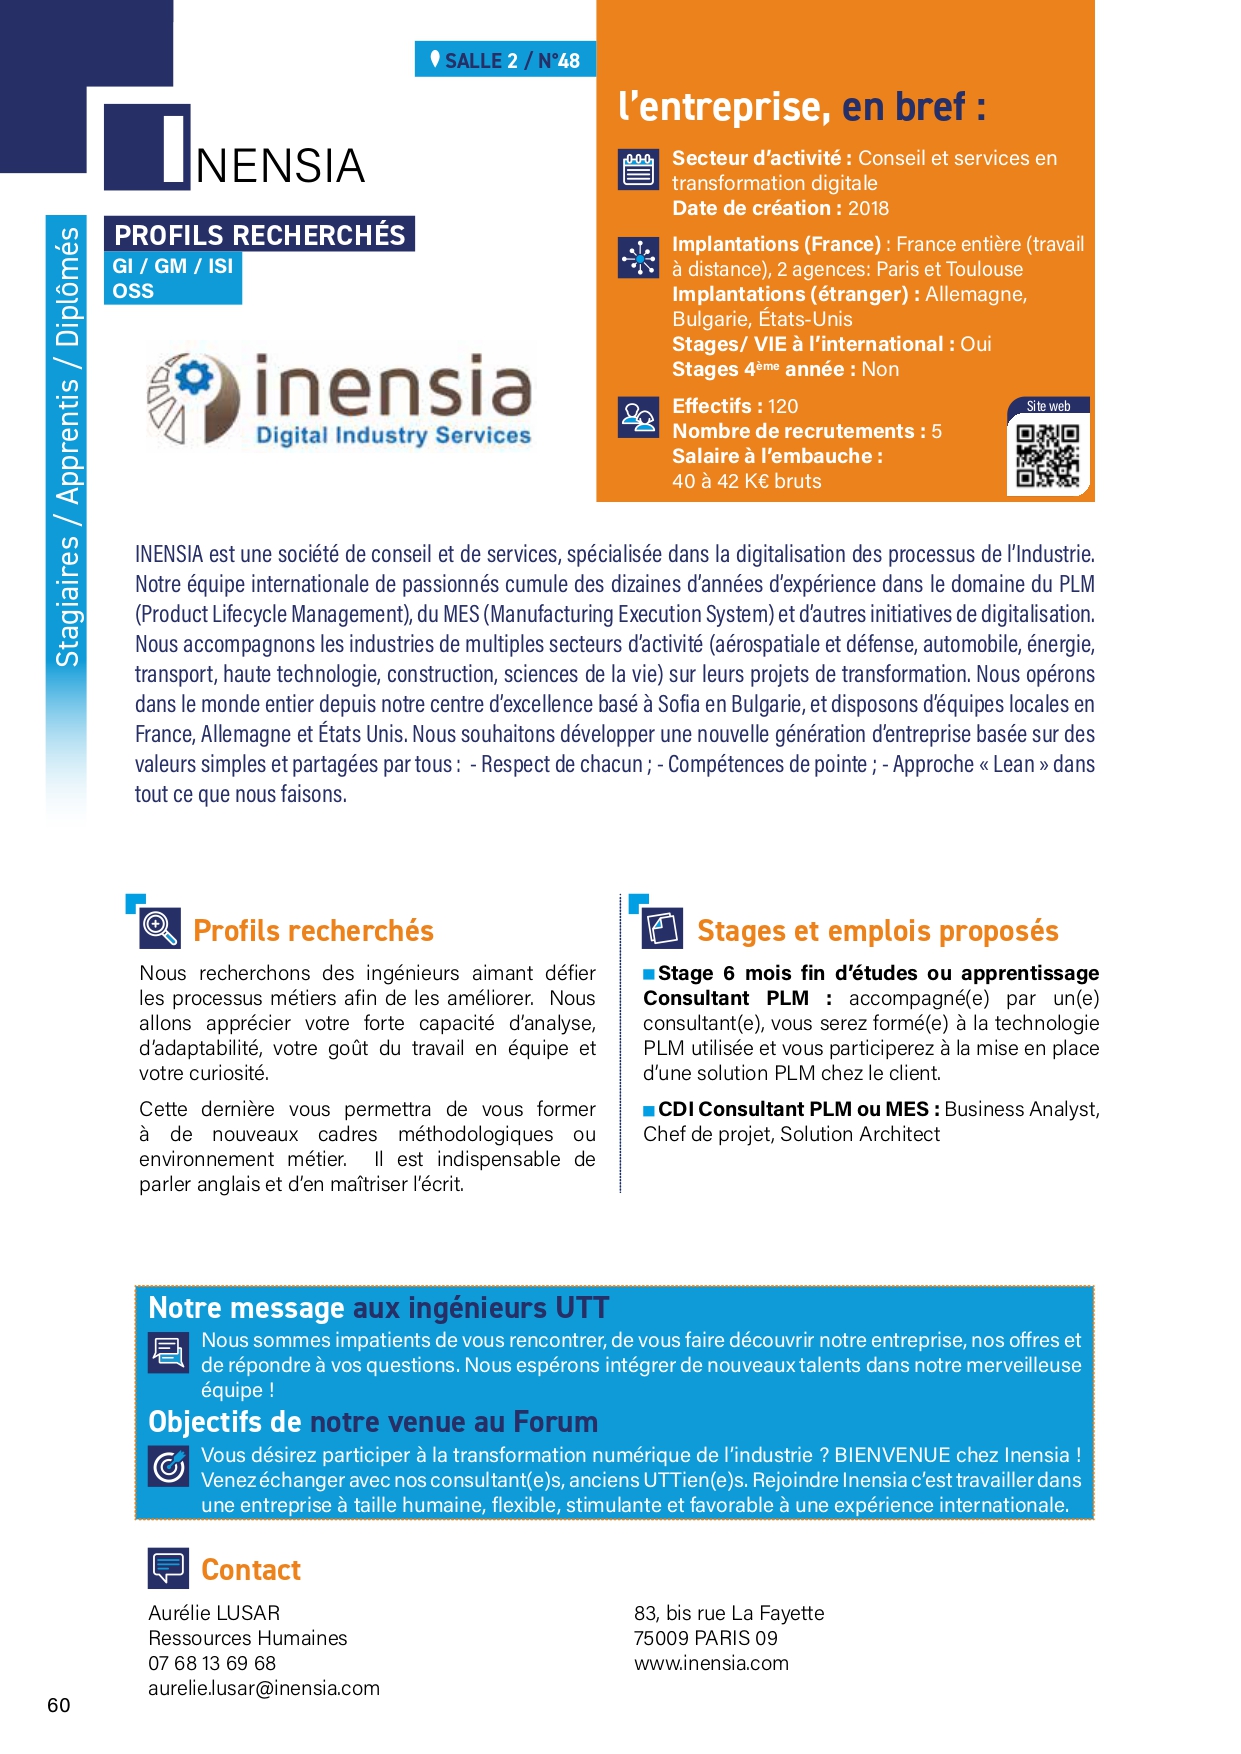 SALLE 2 / N°48
INENSIA
PROFILS RECHERCHÉS
GI / GM / ISI
OSS
Stagiaires / Apprentis / Diplômés
inensia
Digital Industry Services
l’entreprise, en bref :
Secteur d’activité : Conseil et services en
transformation digitale
Date de création : 2018
Implantations (France) : France entière (travail
à distance), 2 agences: Paris et Toulouse
Implantations (étranger) : Allemagne,
Bulgarie, États-Unis
Stages/ VIE à l’international : Oui
Stages 4ème année : Non
Effectifs : 120
Nombre de recrutements : 5
Salaire à l’embauche :
40 à 42 K€ bruts
Site web
INENSIA est une société de conseil et de services, spécialisée dans la digitalisation des processus de l’Industrie.
Notre équipe internationale de passionnés cumule des dizaines d’années d’expérience dans le domaine du PLM
(Product Lifecycle Management), du MES (Manufacturing Execution System) et d’autres initiatives de digitalisation.
Nous accompagnons les industries de multiples secteurs d’activité (aérospatiale et défense, automobile, énergie,
transport, haute technologie, construction, sciences de la vie) sur leurs projets de transformation. Nous opérons
dans le monde entier depuis notre centre d’excellence basé à Sofia en Bulgarie, et disposons d’équipes locales en
France, Allemagne et États Unis. Nous souhaitons développer une nouvelle génération d’entreprise basée sur des
valeurs simples et partagées par tous : - Respect de chacun ; - Compétences de pointe ; - Approche « Lean » dans
tout ce que nous faisons.
Profils recherchés
Nous recherchons des ingénieurs aimant défier
les processus métiers afin de les améliorer. Nous
allons apprécier votre forte capacité d’analyse,
d’adaptabilité, votre goût du travail en équipe et
votre curiosité.
Cette dernière vous permettra de vous former
à de nouveaux cadres méthodologiques ou
environnement métier. Il est indispensable de
parler anglais et d’en maîtriser l’écrit.
Stages et emplois proposés
Stage 6 mois fin d’études ou apprentissage
Consultant PLM : accompagné(e) par un(e)
consultant(e), vous serez formé(e) à la technologie
PLM utilisée et vous participerez à la mise en place
d’une solution PLM chez le client.
CDI Consultant PLM ou MES : Business Analyst,
Chef de projet, Solution Architect
Notre message aux ingénieurs UTT
Nous sommes impatients de vous rencontrer, de vous faire découvrir notre entreprise, nos offres et
de répondre à vos questions. Nous espérons intégrer de nouveaux talents dans notre merveilleuse
équipe !
Objectifs de notre venue au Forum
Vous désirez participer à la transformation numérique de l’industrie ? BIENVENUE chez Inensia !
Venez échanger avec nos consultant(e)s, anciens UTTien(e)s. Rejoindre Inensia c’est travailler dans
une entreprise à taille humaine, flexible, stimulante et favorable à une expérience internationale.
Contact
Aurélie LUSAR
Ressources Humaines
07 68 13 69 68
aurelie.lusar@inensia.com
83, bis rue La Fayette
75009 PARIS 09
www.inensia.com
60